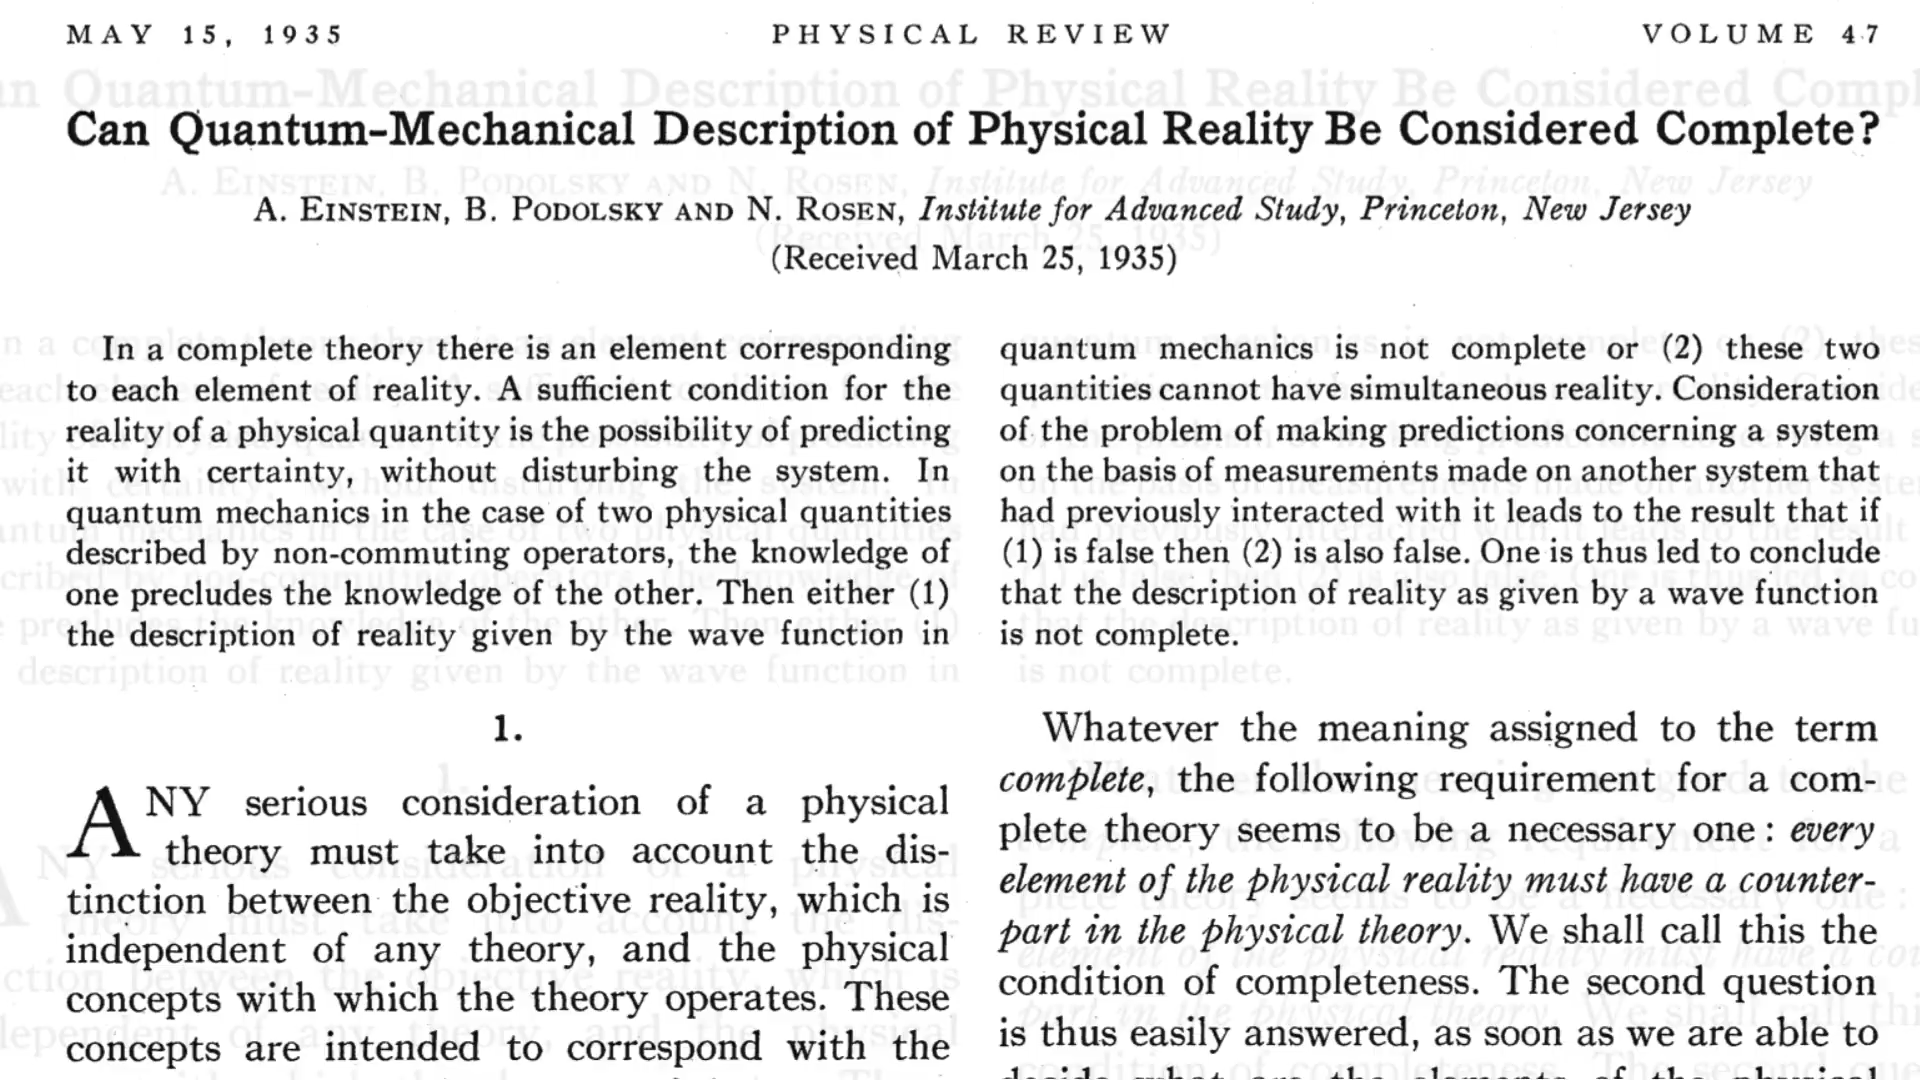 MAY 15, 1935 PHYSICAL REVIEW VOLUME 47
Can Quantum-Mechanical Description of Physical Reality Be Considered Complete?
A. EINSTEIN, B. PODOLSKY AND N. ROSEN, Institute for Advanced Study, Princeton, New Jersey
(Received March 25, 1935)
In a complete theory there is an element corresponding
to each element of reality. A sufficient condition for the
reality of a physical quantity is the possibility of predicting
it with certainty, without disturbing the system. In
quantum mechanics in the case of two physical quantities
described by non-commuting operators, the knowledge of
one precludes the knowledge of the other. Then either (1)
the description of reality given by the wave function in
quantum mechanics is not complete or (2) these two
quantities cannot have simultaneous reality. Consideration
of the problem of making predictions concerning a system
on the basis of measurements made on another system that
had previously interacted with it leads to the result that if
(1) is false then (2) is also false. One is thus led to conclude
that the description of reality as given by a wave function
is not complete.
1.
ANY serious consideration of a physical
theory must take into account the dis-
tinction between the objective reality, which is
independent of any theory, and the physical
concepts with which the theory operates. These
concepts are intended to correspond with the
Whatever the meaning assigned to the term
complete, the following requirement for a com-
plete theory seems to be a necessary one: every
element of the physical reality must have a counter-
part in the physical theory. We shall call this the
condition of completeness. The second question
is thus easily answered, as soon as we are able to
decide what are the elements of the physical